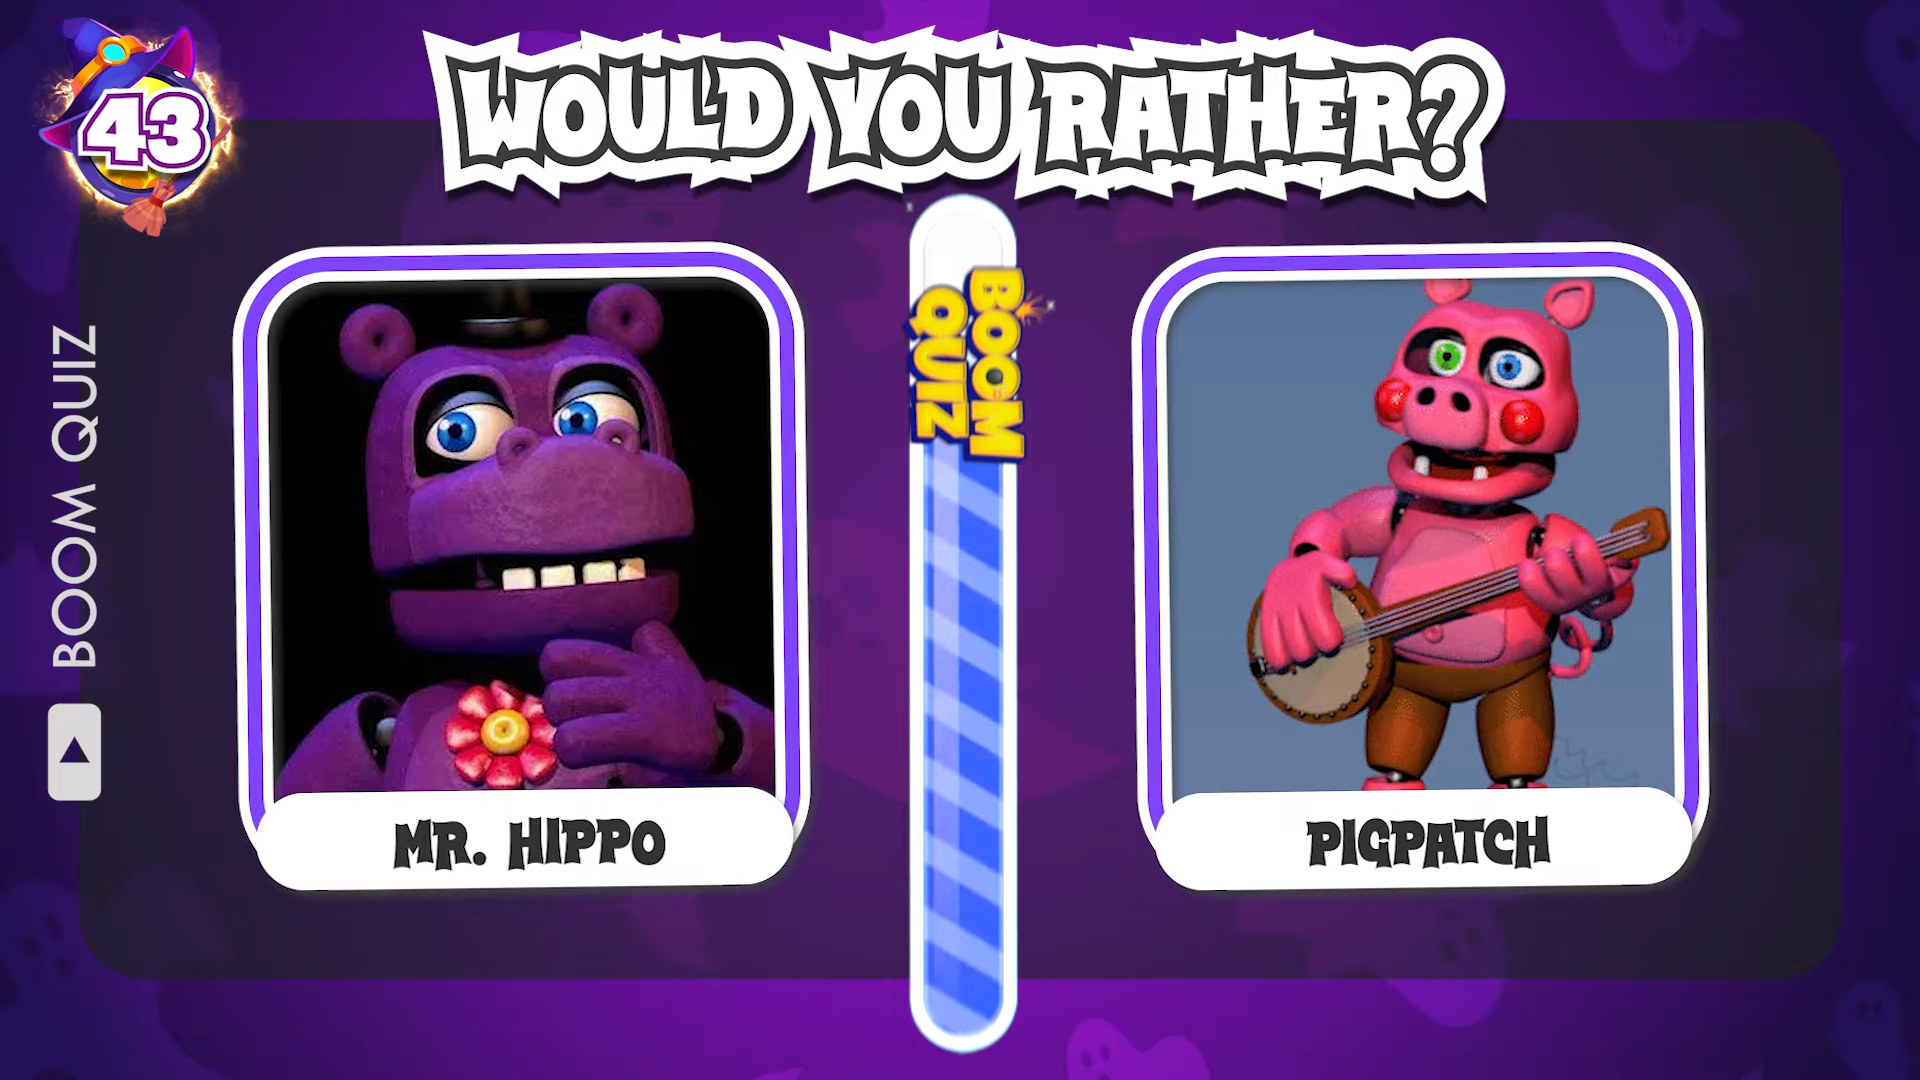 43
WOULD YOU RATHER?
BOOM QUIZ
BOOM
QUIZ
MR. HIPPO
PIGPATCH